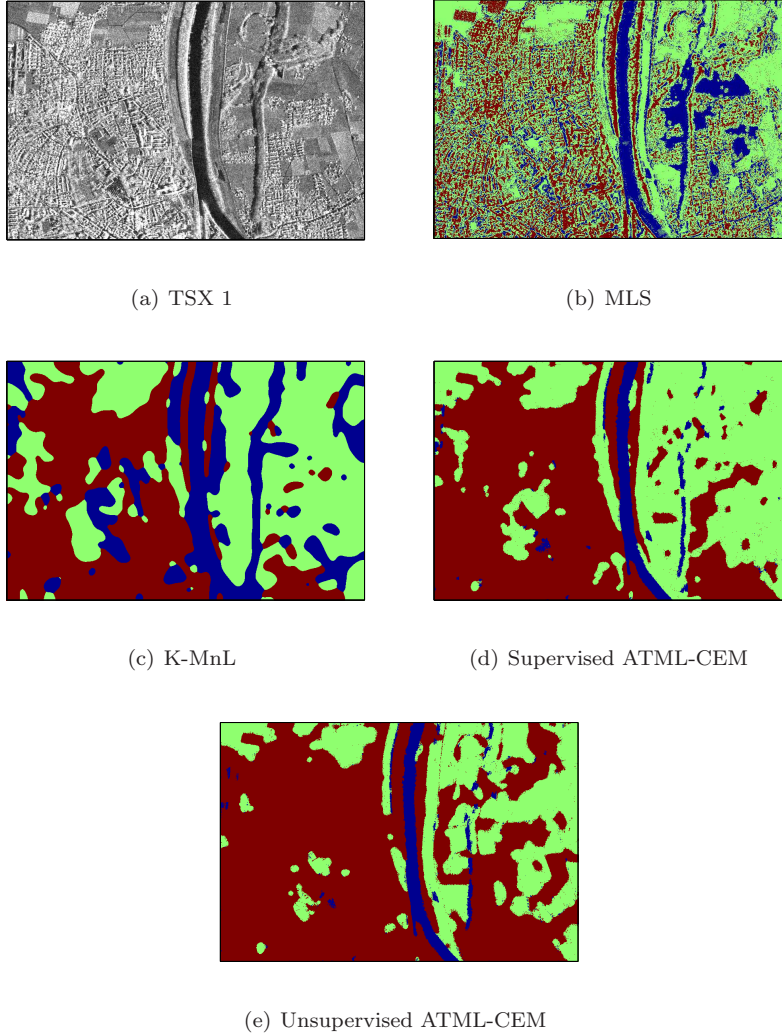 (a) TSX 1
(b) MLS
(c) K-MnL
(d) Supervised ATML-CEM
(e) Unsupervised ATML-CEM